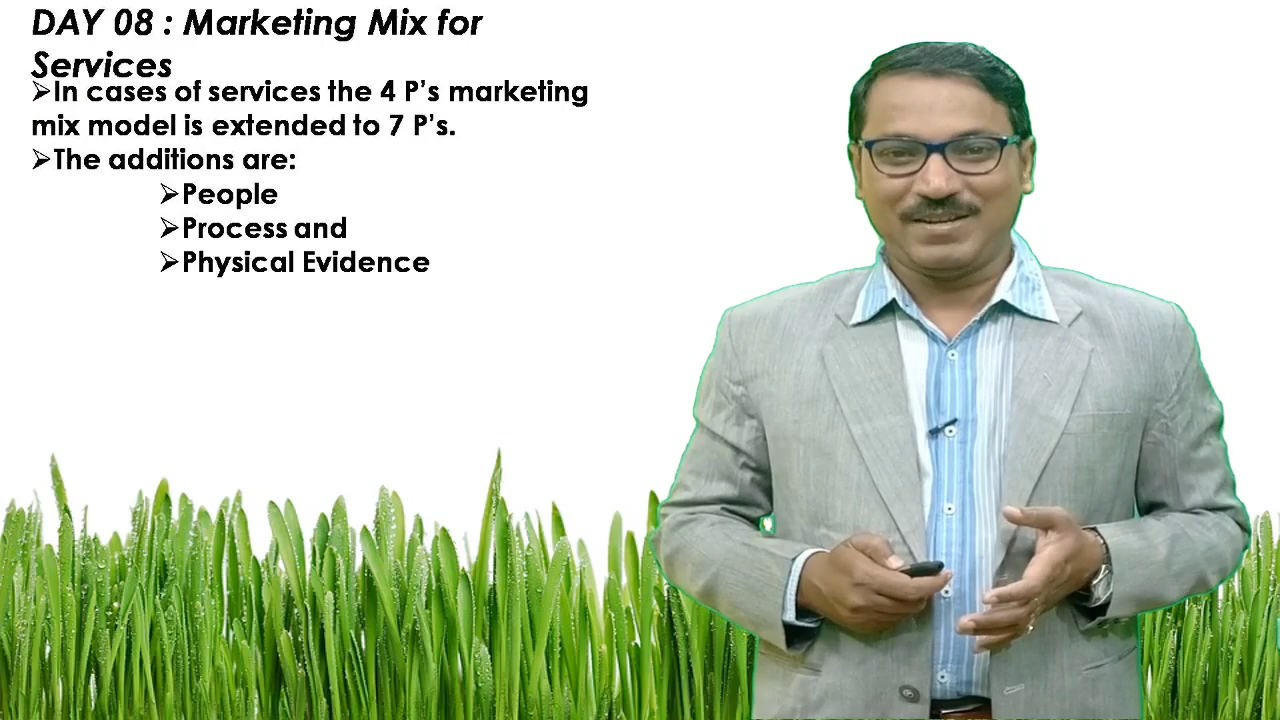 DAY 08 : Marketing Mix for
Services
➢In cases of services the 4 P’s marketing
mix model is extended to 7 P’s.
➢The additions are:
➢People
➢Process and
➢Physical Evidence